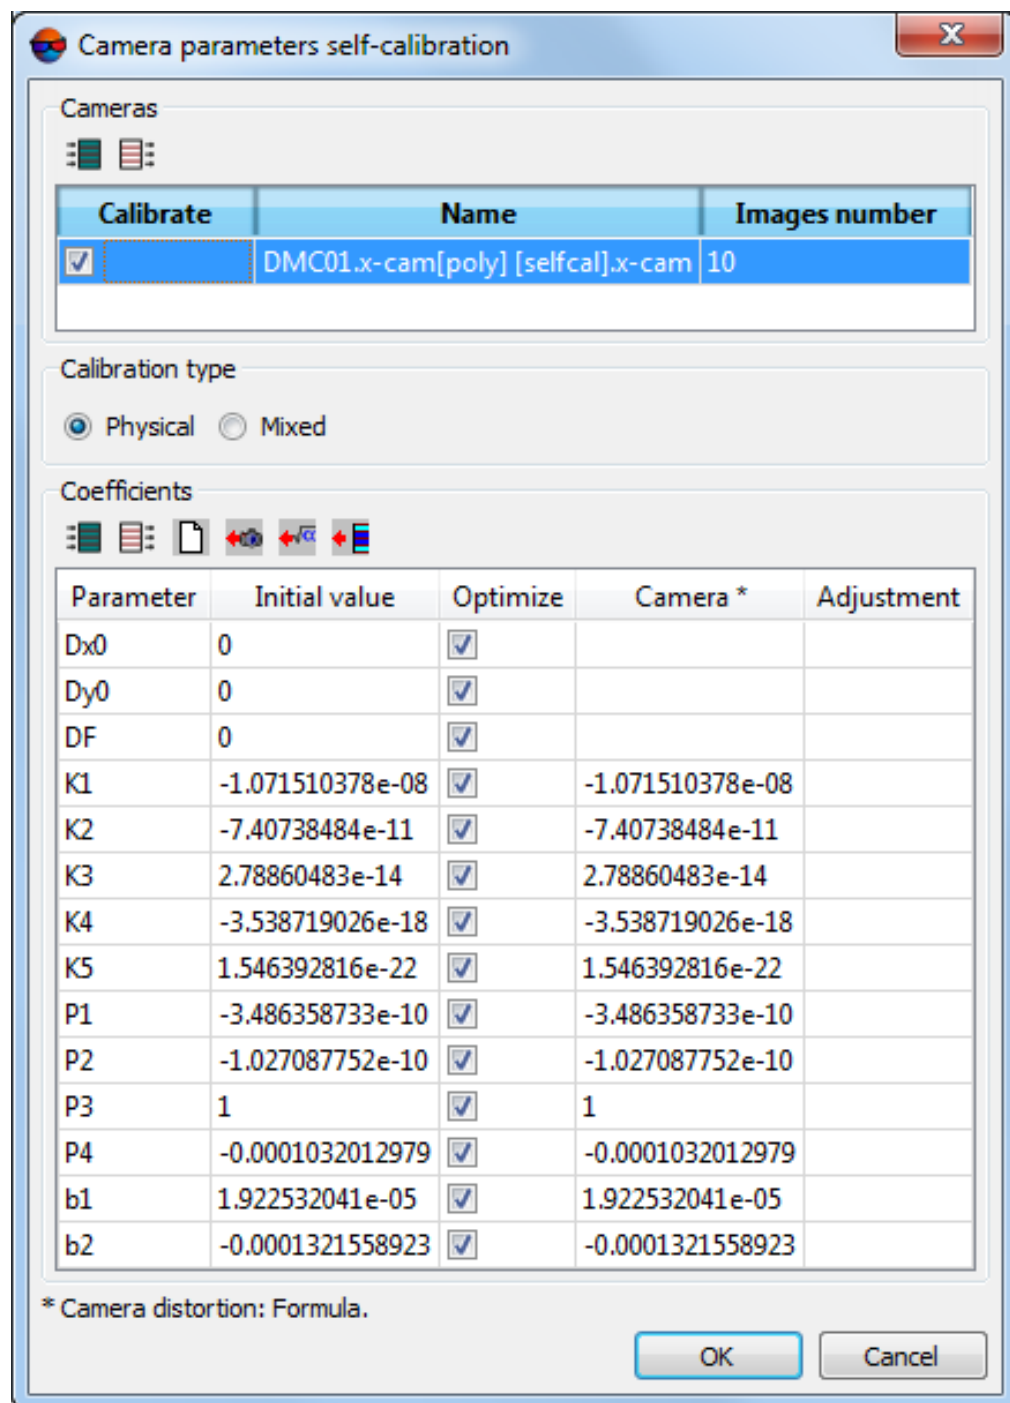 Camera parameters self-calibration
Cameras
Calibrate Name Images number
DMC01.x-cam[poly] [selfcal].x-cam 10
Calibration type
Physical Mixed
Coefficients
Parameter Initial value Optimize Camera * Adjustment
Dx0 0
Dy0 0
DF 0
K1 -1.071510378e-08 -1.071510378e-08
K2 -7.40738484e-11 -7.40738484e-11
K3 2.78860483e-14 2.78860483e-14
K4 -3.538719026e-18 -3.538719026e-18
K5 1.546392816e-22 1.546392816e-22
P1 -3.486358733e-10 -3.486358733e-10
P2 -1.027087752e-10 -1.027087752e-10
P3 1 1
P4 -0.0001032012979 -0.0001032012979
b1 1.922532041e-05 1.922532041e-05
b2 -0.0001321558923 -0.0001321558923
* Camera distortion: Formula.
OK Cancel